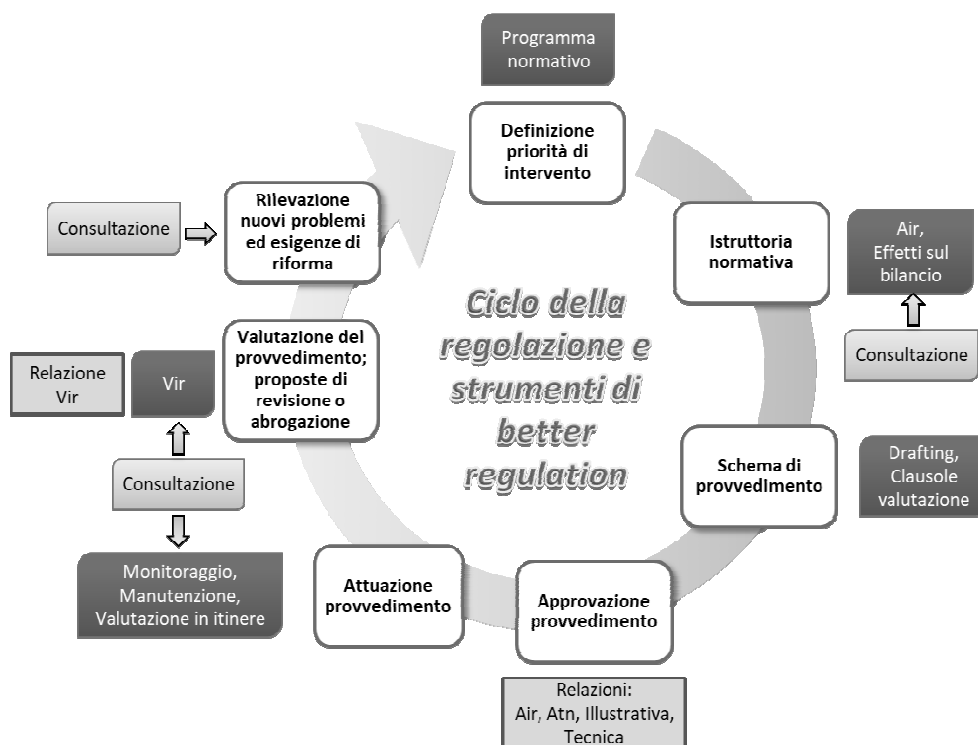 Programma
normativo
Definizione
priorità di
intervento
Istruttoria
normativa
Air,
Effetti sul
bilancio
Consultazione
Schema di
provvedimento
Drafting,
Clausole
valutazione
Approvazione
provvedimento
Relazioni:
Air, Atn, Illustrativa,
Tecnica
Attuazione
provvedimento
Monitoraggio,
Manutenzione,
Valutazione in itinere
Consultazione
Vir
Relazione
Vir
Valutazione del
provvedimento;
proposte di
revisione o
abrogazione
Consultazione
Rilevazione
nuovi problemi
ed esigenze di
riforma
Ciclo della
regolazione e
strumenti di
better
regulation